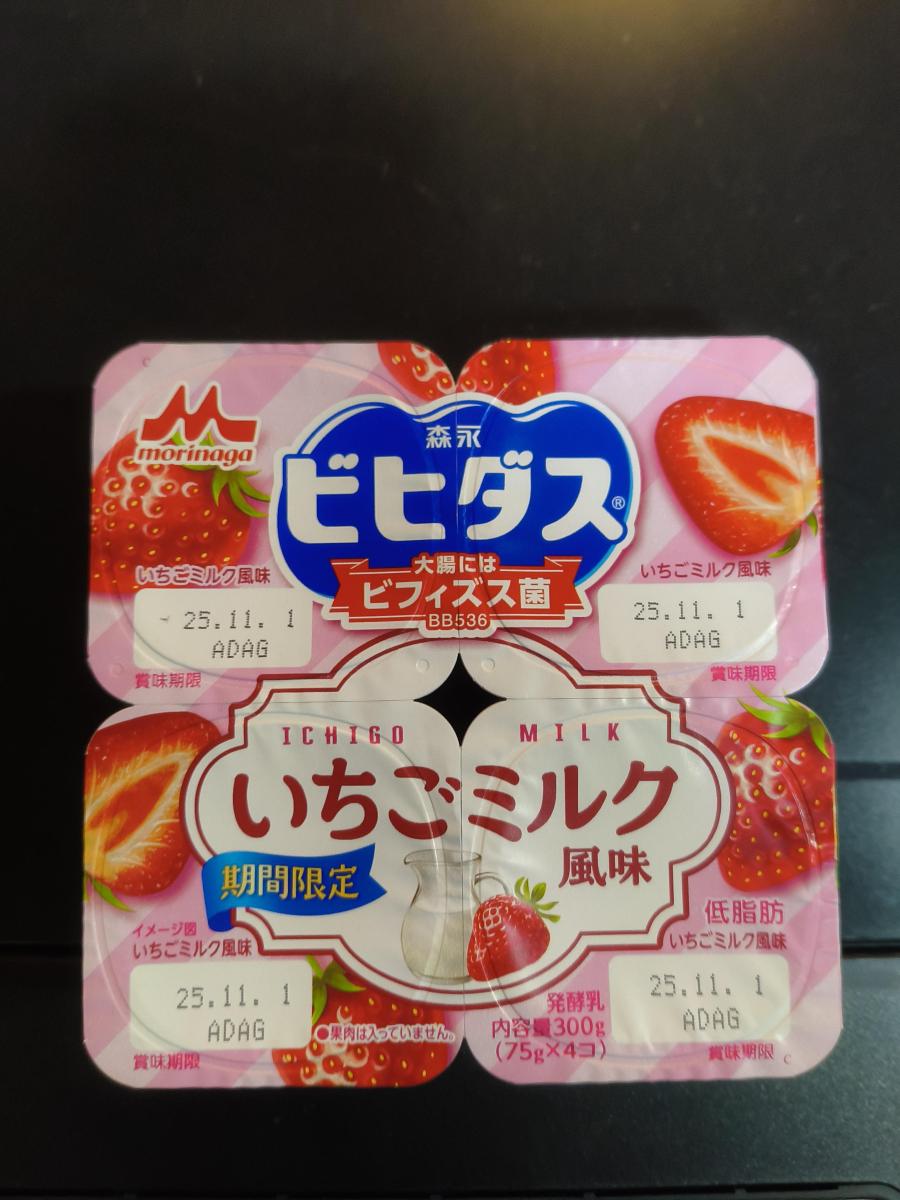 morinaga
森永
ビヒダス®
大腸には
ビフィズス菌
BB536
いちごミルク風味
25.11. 1
ADAG
賞味期限
いちごミルク風味
25.11. 1
ADAG
賞味期限
ICHIGO MILK
いちごミルク
風味
期間限定
イメージ図
いちごミルク風味
25.11. 1
ADAG
賞味期限
●果肉は入っていません。
発酵乳
内容量300g
(75g×4コ)
低脂肪
いちごミルク風味
25.11. 1
ADAG
賞味期限
c
c